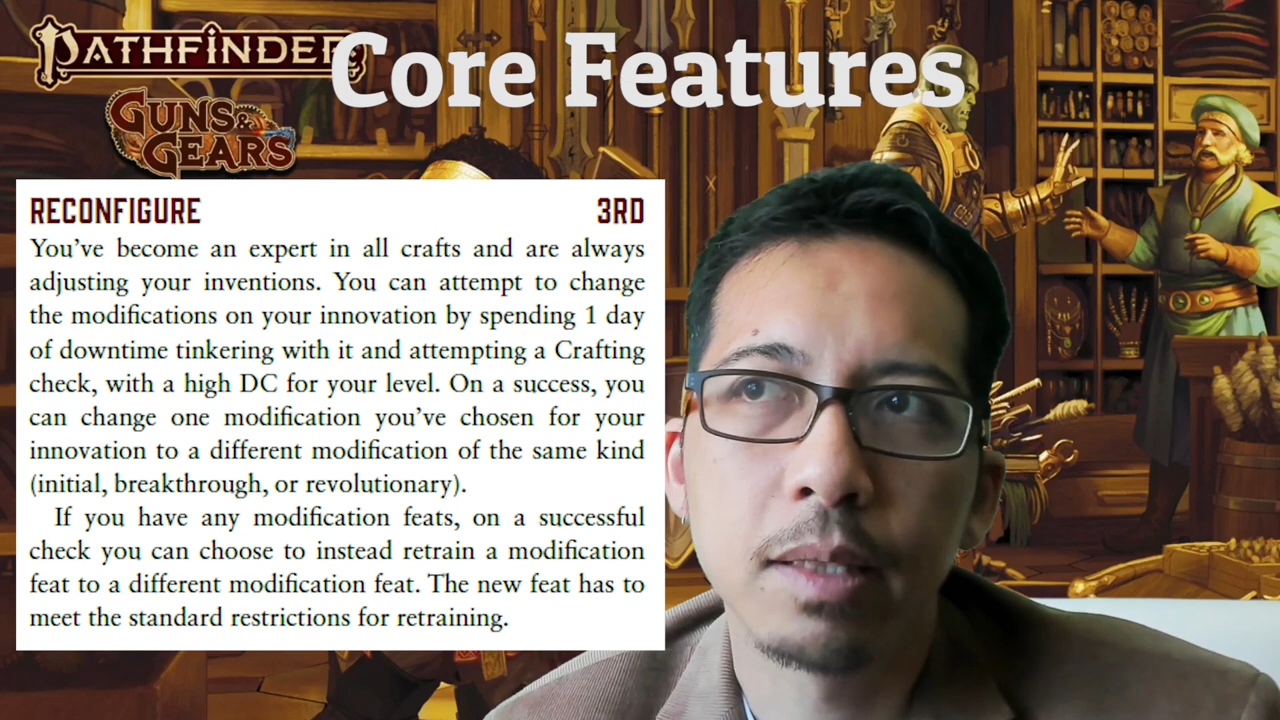 PATHFINDER
Core Features
GUNS &
GEARS
RECONFIGURE 3RD
You’ve become an expert in all crafts and are always
adjusting your inventions. You can attempt to change
the modifications on your innovation by spending 1 day
of downtime tinkering with it and attempting a Crafting
check, with a high DC for your level. On a success, you
can change one modification you’ve chosen for your
innovation to a different modification of the same kind
(initial, breakthrough, or revolutionary).
If you have any modification feats, on a successful
check you can choose to instead retrain a modification
feat to a different modification feat. The new feat has to
meet the standard restrictions for retraining.